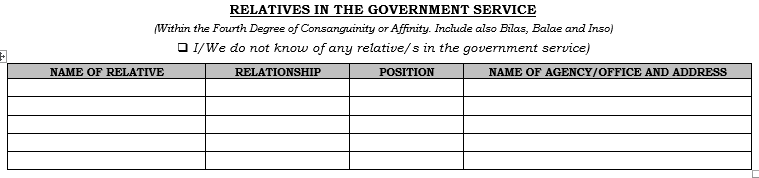 RELATIVES IN THE GOVERNMENT SERVICE
(Within the Fourth Degree of Consanguinity or Affinity. Include also Bilas, Balae and Inso)
❑ I/We do not know of any relative/s in the government service)
NAME OF RELATIVE RELATIONSHIP POSITION NAME OF AGENCY/OFFICE AND ADDRESS